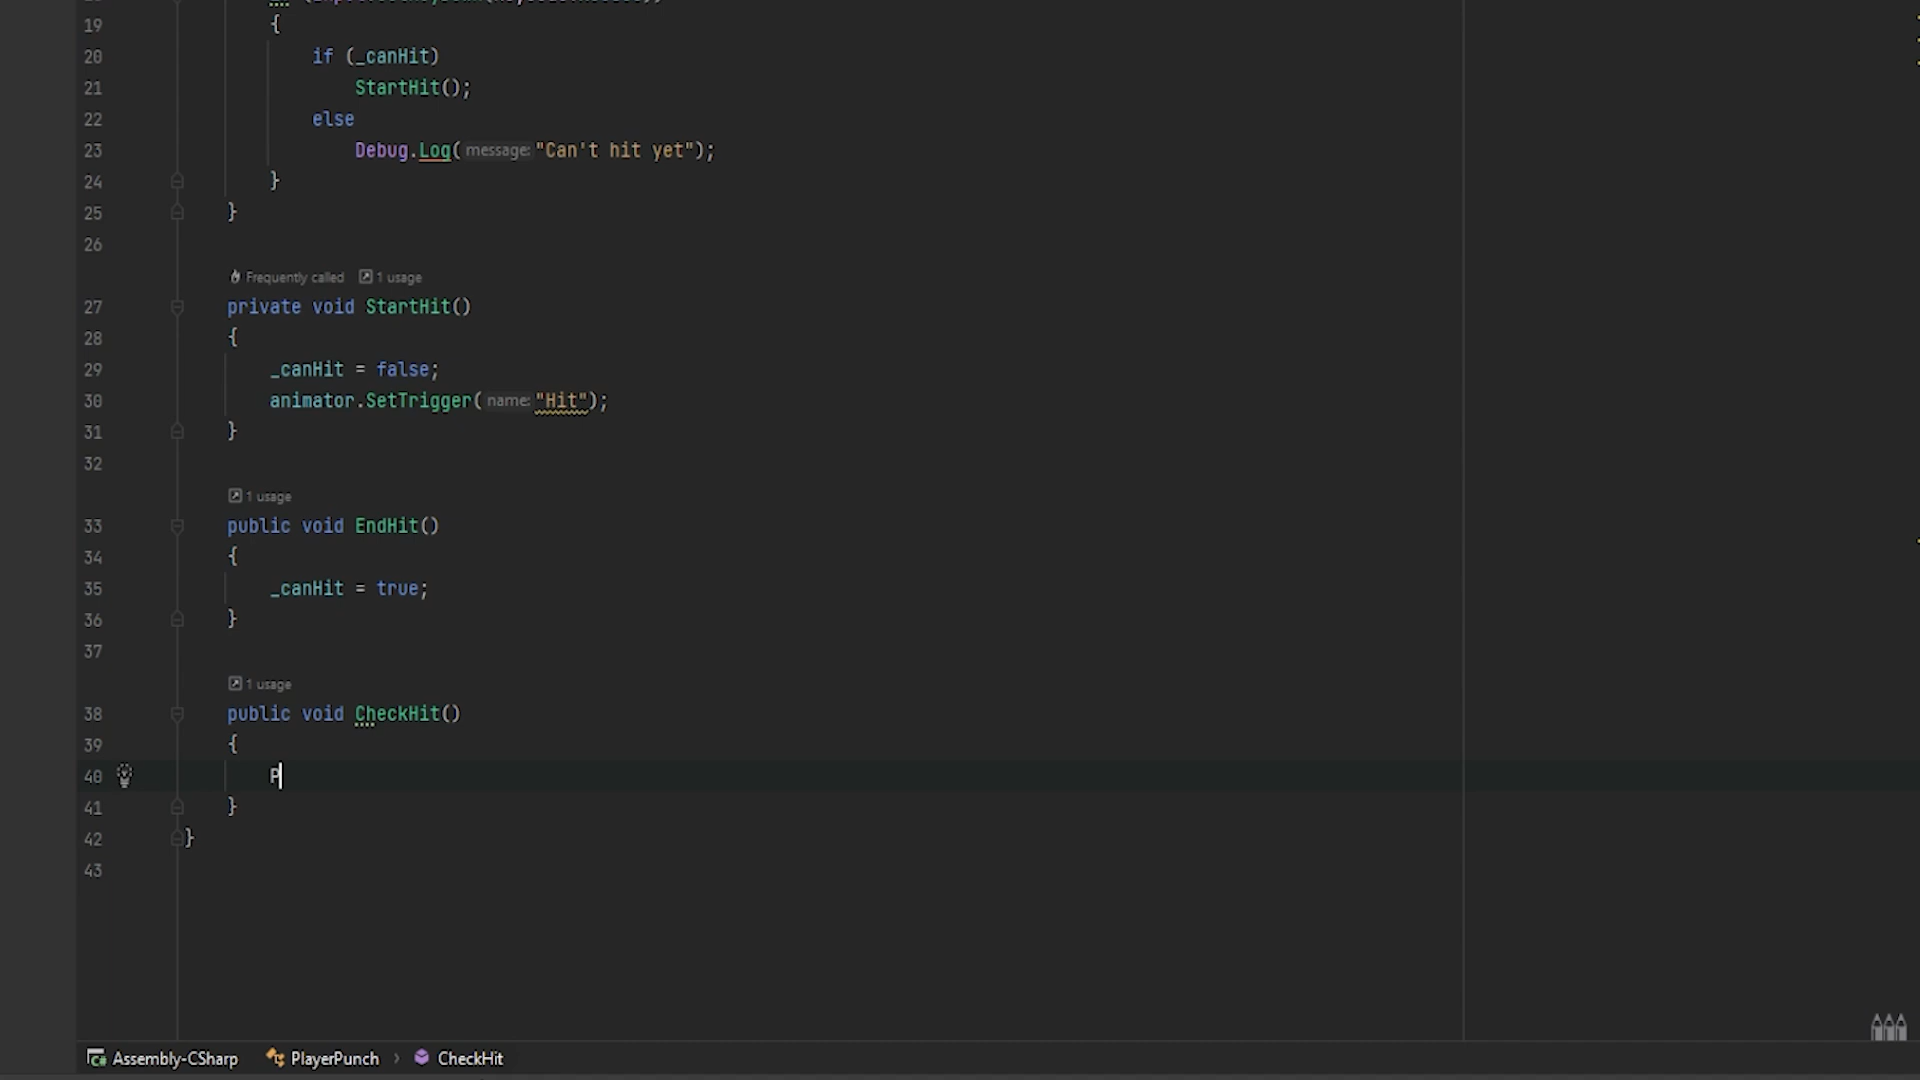 19 {
20 if (_canHit)
21 StartHit();
22 else
23 Debug.Log( message: "Can't hit yet");
24 }
25 }
26
Frequently called 1 usage
27 private void StartHit()
28 {
29 _canHit = false;
30 animator.SetTrigger( name: "Hit");
31 }
32
1 usage
33 public void EndHit()
34 {
35 _canHit = true;
36 }
37
1 usage
38 public void CheckHit()
39 {
40 P
41 }
42 }
43
Assembly-CSharp PlayerPunch › CheckHit